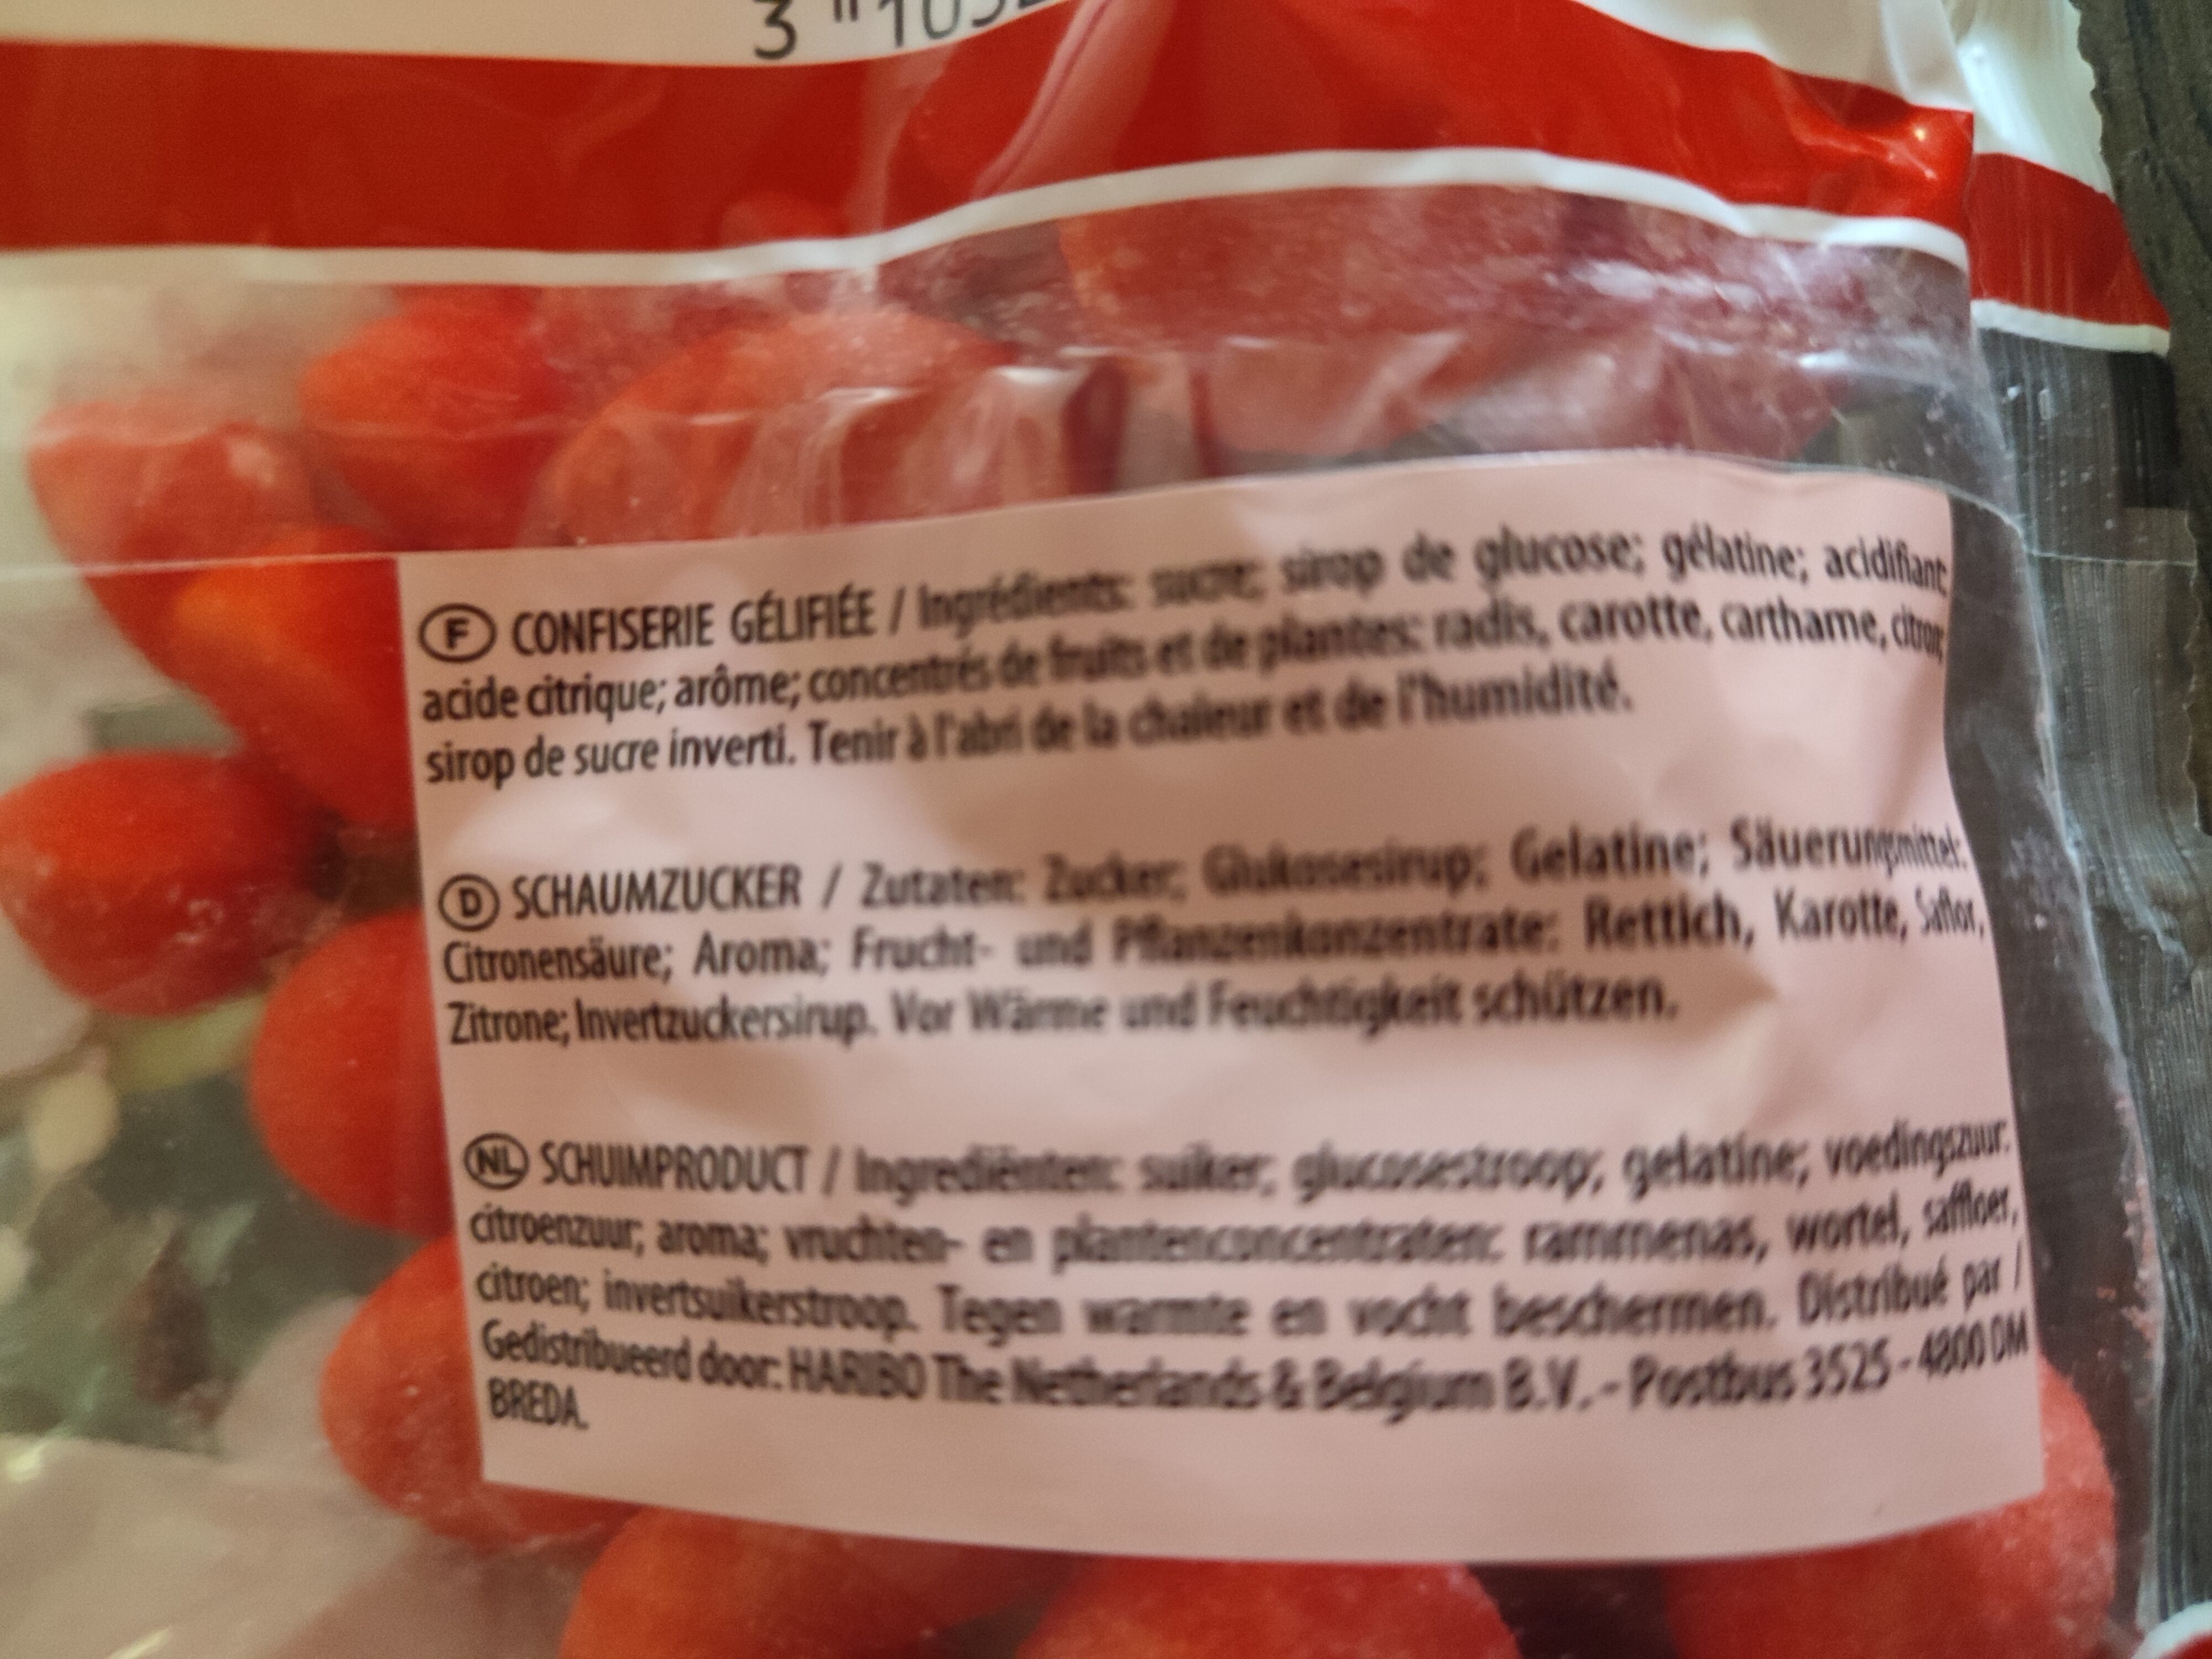 3 "103
Ⓕ CONFISERIE GÉLIFIÉE / Ingrédients: sucre; sirop de glucose; gélatine; acidifiant:
acide citrique; arôme; concentrés de fruits et de plantes: radis, carotte, carthame, citron;
sirop de sucre inverti. Tenir à l'abri de la chaleur et de l'humidité.
Ⓓ SCHAUMZUCKER / Zutaten: Zucker; Glukosesirup; Gelatine; Säuerungsmittel:
Citronensäure; Aroma; Frucht- und Pflanzenkonzentrate: Rettich, Karotte, Saflor,
Zitrone; Invertzuckersirup. Vor Wärme und Feuchtigkeit schützen.
NL SCHUIMPRODUCT / Ingrediënten: suiker; glucosestroop; gelatine; voedingszuur:
citroenzuur; aroma; vruchten- en plantenconcentraten: rammenas, wortel, saffloer,
citroen; invertsuikerstroop. Tegen warmte en vocht beschermen. Distribué par /
Gedistribueerd door: HARIBO The Netherlands & Belgium B.V. - Postbus 3525 - 4800 DM
BREDA.